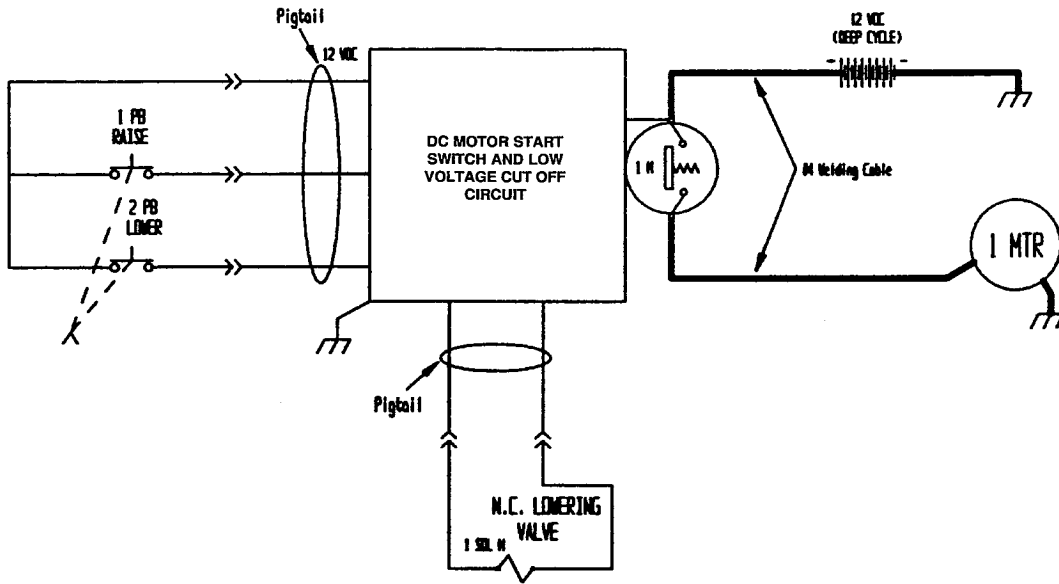 Pigtail
12 VDC
12 VDC
(DEEP CYCLE)
1 PB
RAISE
2 PB
LOWER
DC MOTOR START
SWITCH AND LOW
VOLTAGE CUT OFF
CIRCUIT
1 M
Welding Cable
1 MTR
Pigtail
N.C. LOWERING
VALVE
1 SOL